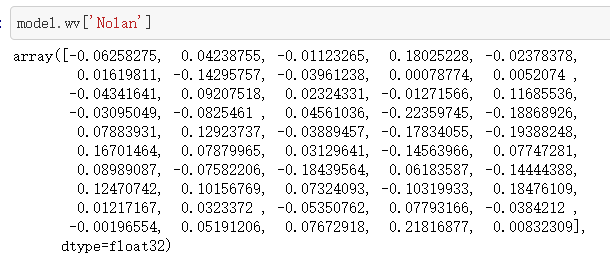 model.wv['Nolan']
array([-0.06258275,  0.04238755, -0.01123265,  0.18025228, -0.02378378,
        0.01619811, -0.14295757, -0.03961238,  0.00078774,  0.0052074 ,
       -0.04341641,  0.09207518,  0.02324331, -0.01271566,  0.11685536,
       -0.03095049, -0.0825461 ,  0.04561036, -0.22359745, -0.18868926,
        0.07883931,  0.12923737, -0.03889457, -0.17834055, -0.19388248,
        0.16701464,  0.07879965,  0.03129641, -0.14563966,  0.07747281,
        0.08989087, -0.07582206, -0.18439564,  0.06183587, -0.14444388,
        0.12470742,  0.10156769,  0.07324093, -0.10319933,  0.18476109,
        0.01217167,  0.0323372 , -0.05350762,  0.07793166, -0.0384212 ,
       -0.00196554,  0.05191206,  0.07672918,  0.21816877,  0.00832309],
      dtype=float32)